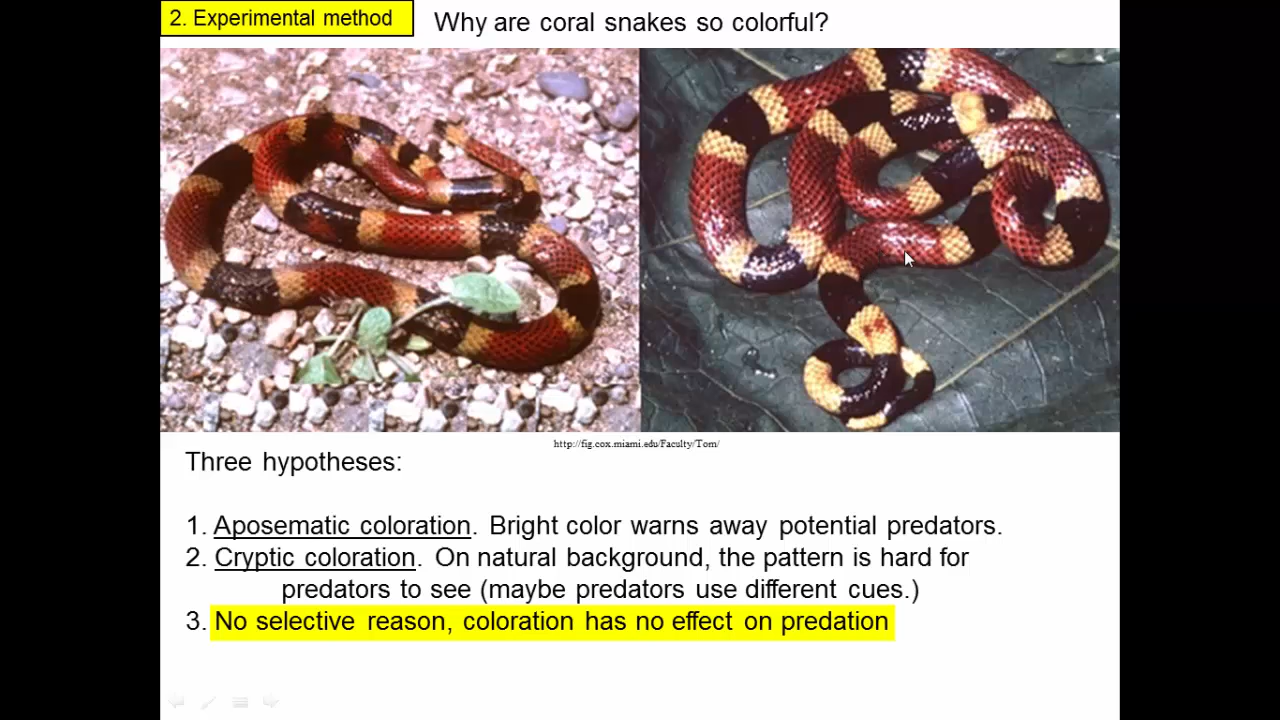 2. Experimental method
Why are coral snakes so colorful?
http://fig.cox.miami.edu/Faculty/Tom/
Three hypotheses:
1. Aposematic coloration. Bright color warns away potential predators.
2. Cryptic coloration. On natural background, the pattern is hard for
predators to see (maybe predators use different cues.)
3. No selective reason, coloration has no effect on predation